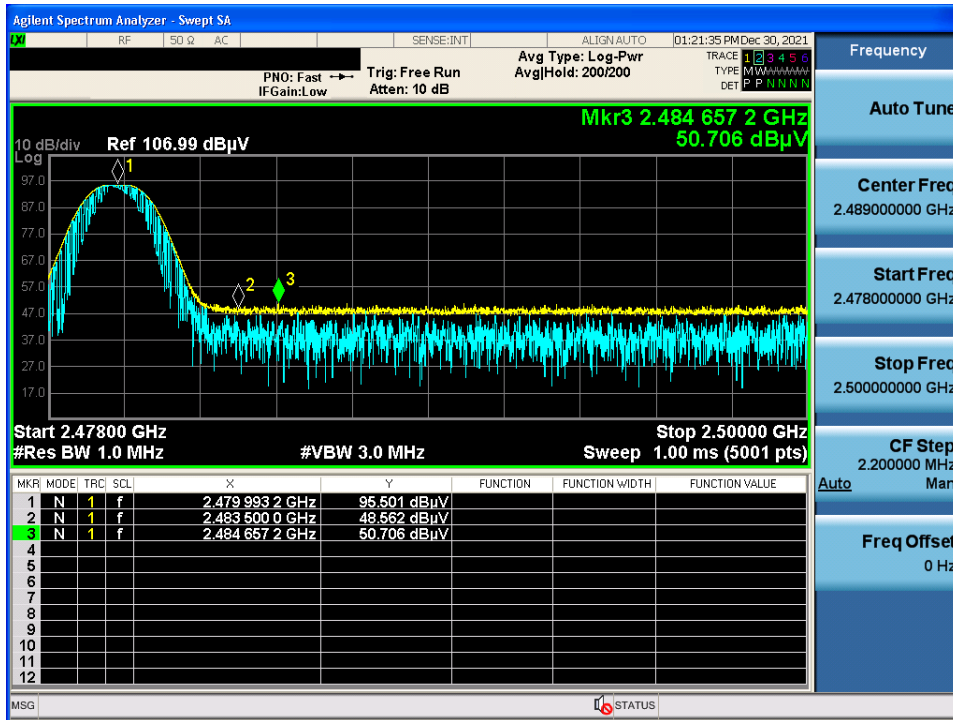 Agilent Spectrum Analyzer - Swept SA
LXI RF 50 Ω AC SENSE:INT ALIGN AUTO 01:21:35 PM Dec 30, 2021
Frequency
PNO: Fast Trig: Free Run Avg Type: Log-Pwr TRACE 1 2 3 4 5 6
IFGain:Low Atten: 10 dB Avg|Hold: 200/200 TYPE M W
DET P P N N N N
Auto Tune
Mkr3 2.484 657 2 GHz
10 dB/div Ref 106.99 dBµV 50.706 dBµV
Log
1
97.0
87.0
77.0
67.0
57.0
47.0
37.0
27.0
17.0
2
3
Center Freq
2.489000000 GHz
Start Freq
2.478000000 GHz
Stop Freq
2.500000000 GHz
Start 2.47800 GHz Stop 2.50000 GHz
#Res BW 1.0 MHz #VBW 3.0 MHz Sweep 1.00 ms (5001 pts)
CF Step
2.200000 MHz
Auto Man
MKR MODE TRC SCL X Y FUNCTION FUNCTION WIDTH FUNCTION VALUE
1 N 1 f 2.479 993 2 GHz 95.501 dBµV
2 N 1 f 2.483 500 0 GHz 48.562 dBµV
3 N 1 f 2.484 657 2 GHz 50.706 dBµV
4
5
6
7
8
9
10
11
12
Freq Offset
0 Hz
MSG STATUS